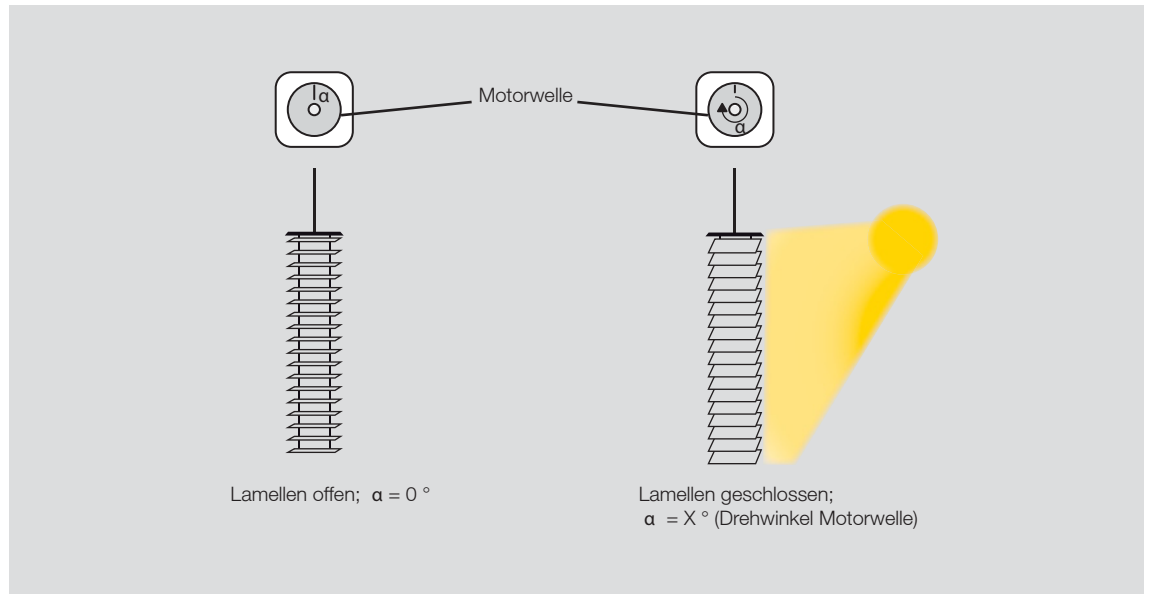 α
Motorwelle
α
Lamellen offen; α = 0 °
Lamellen geschlossen;
α = X ° (Drehwinkel Motorwelle)